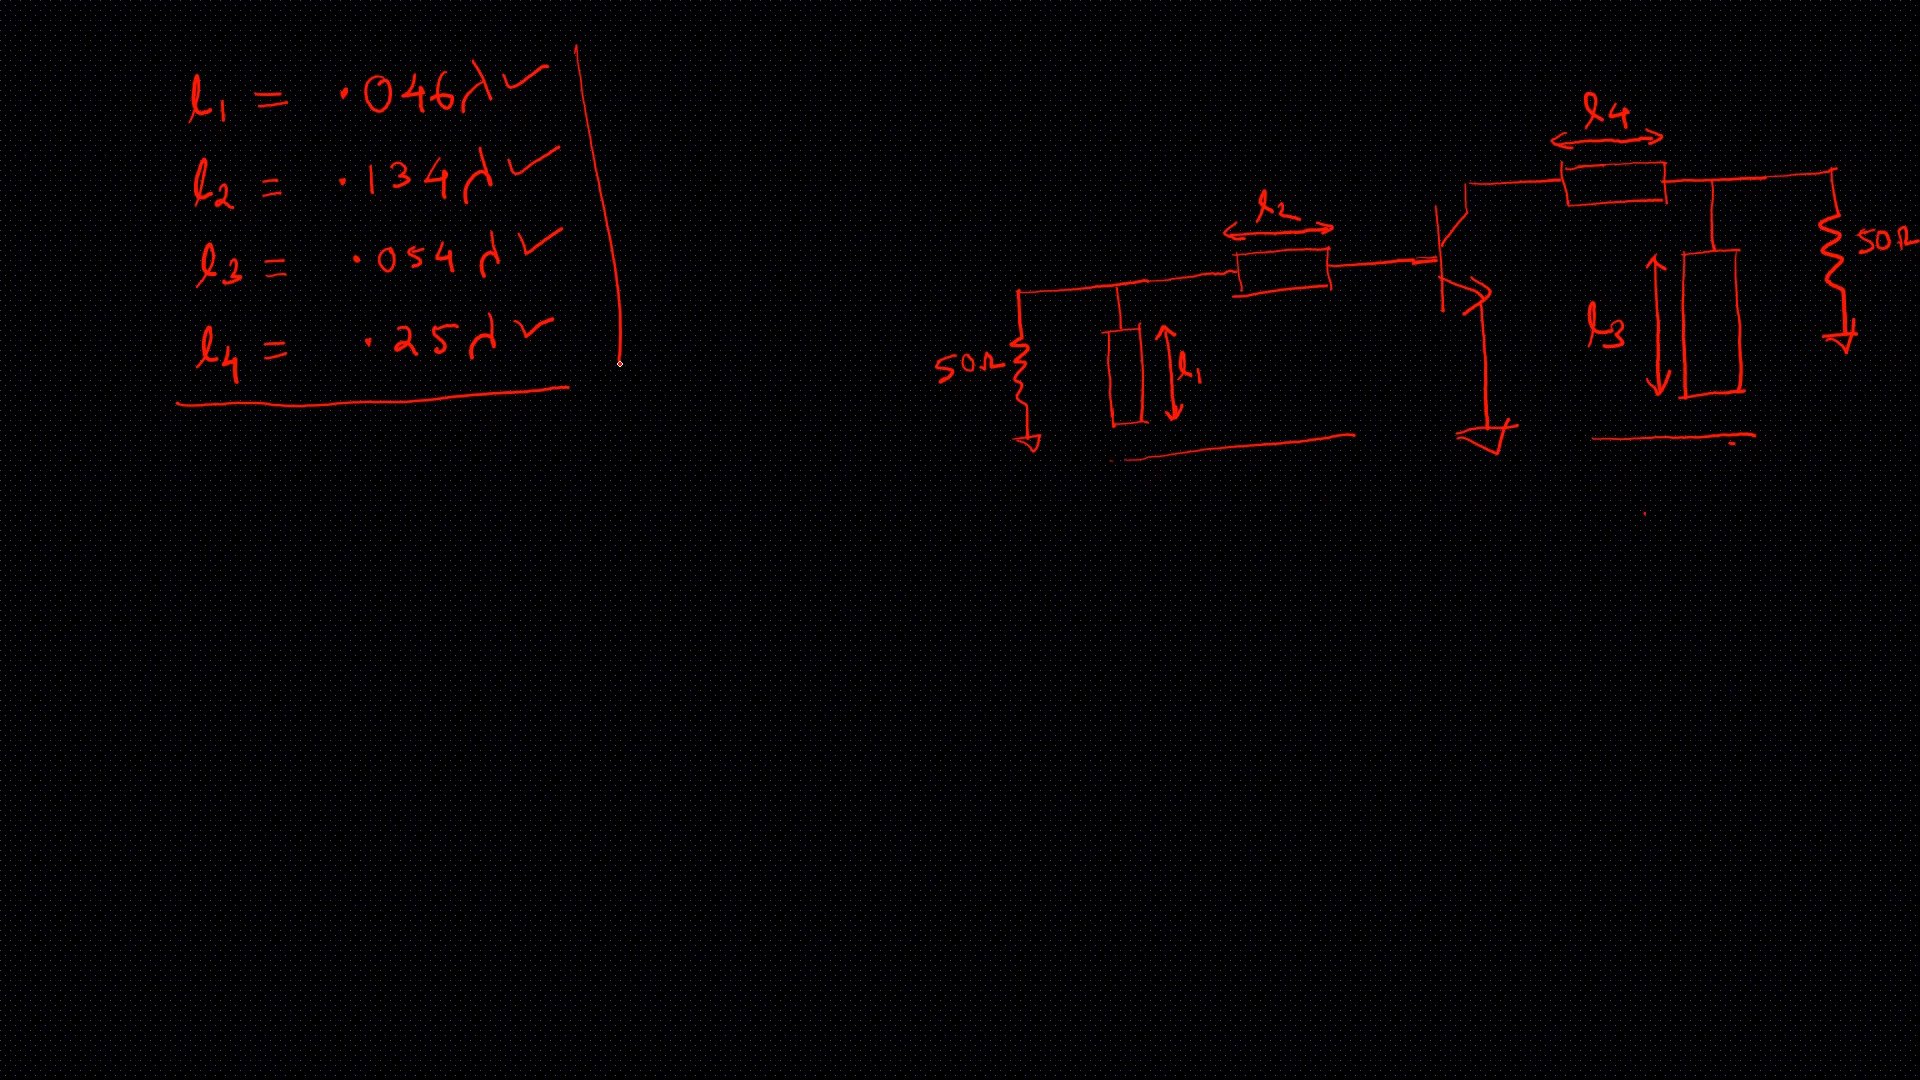 l1 = .046λ ✓
l2 = .134λ ✓
l3 = .054λ ✓
l4 = .25λ ✓
l4
l2
50Ω
l3
50Ω
l1